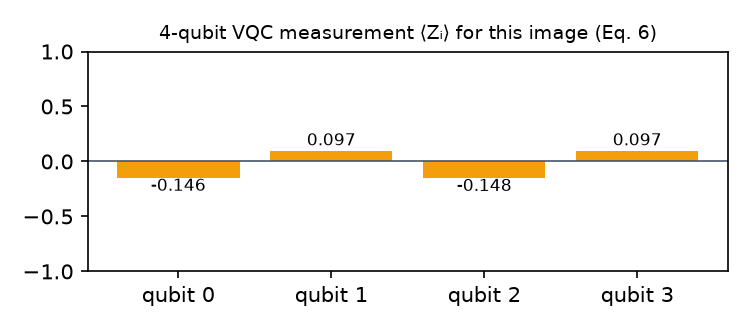 4-qubit VQC measurement ⟨Zᵢ⟩ for this image (Eq. 6)
1.0
0.5
0.0
−0.5
−1.0
-0.146
0.097
-0.148
0.097
qubit 0
qubit 1
qubit 2
qubit 3